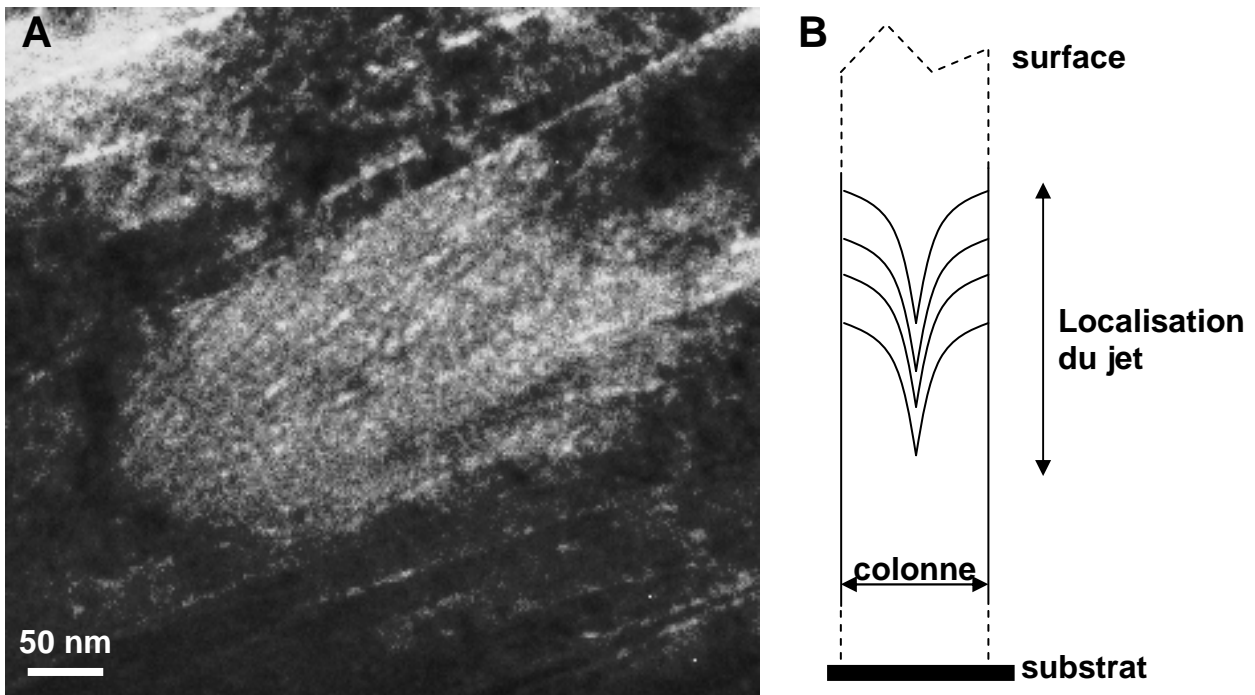 A
50 nm
B
surface
Localisation
du jet
colonne
substrat